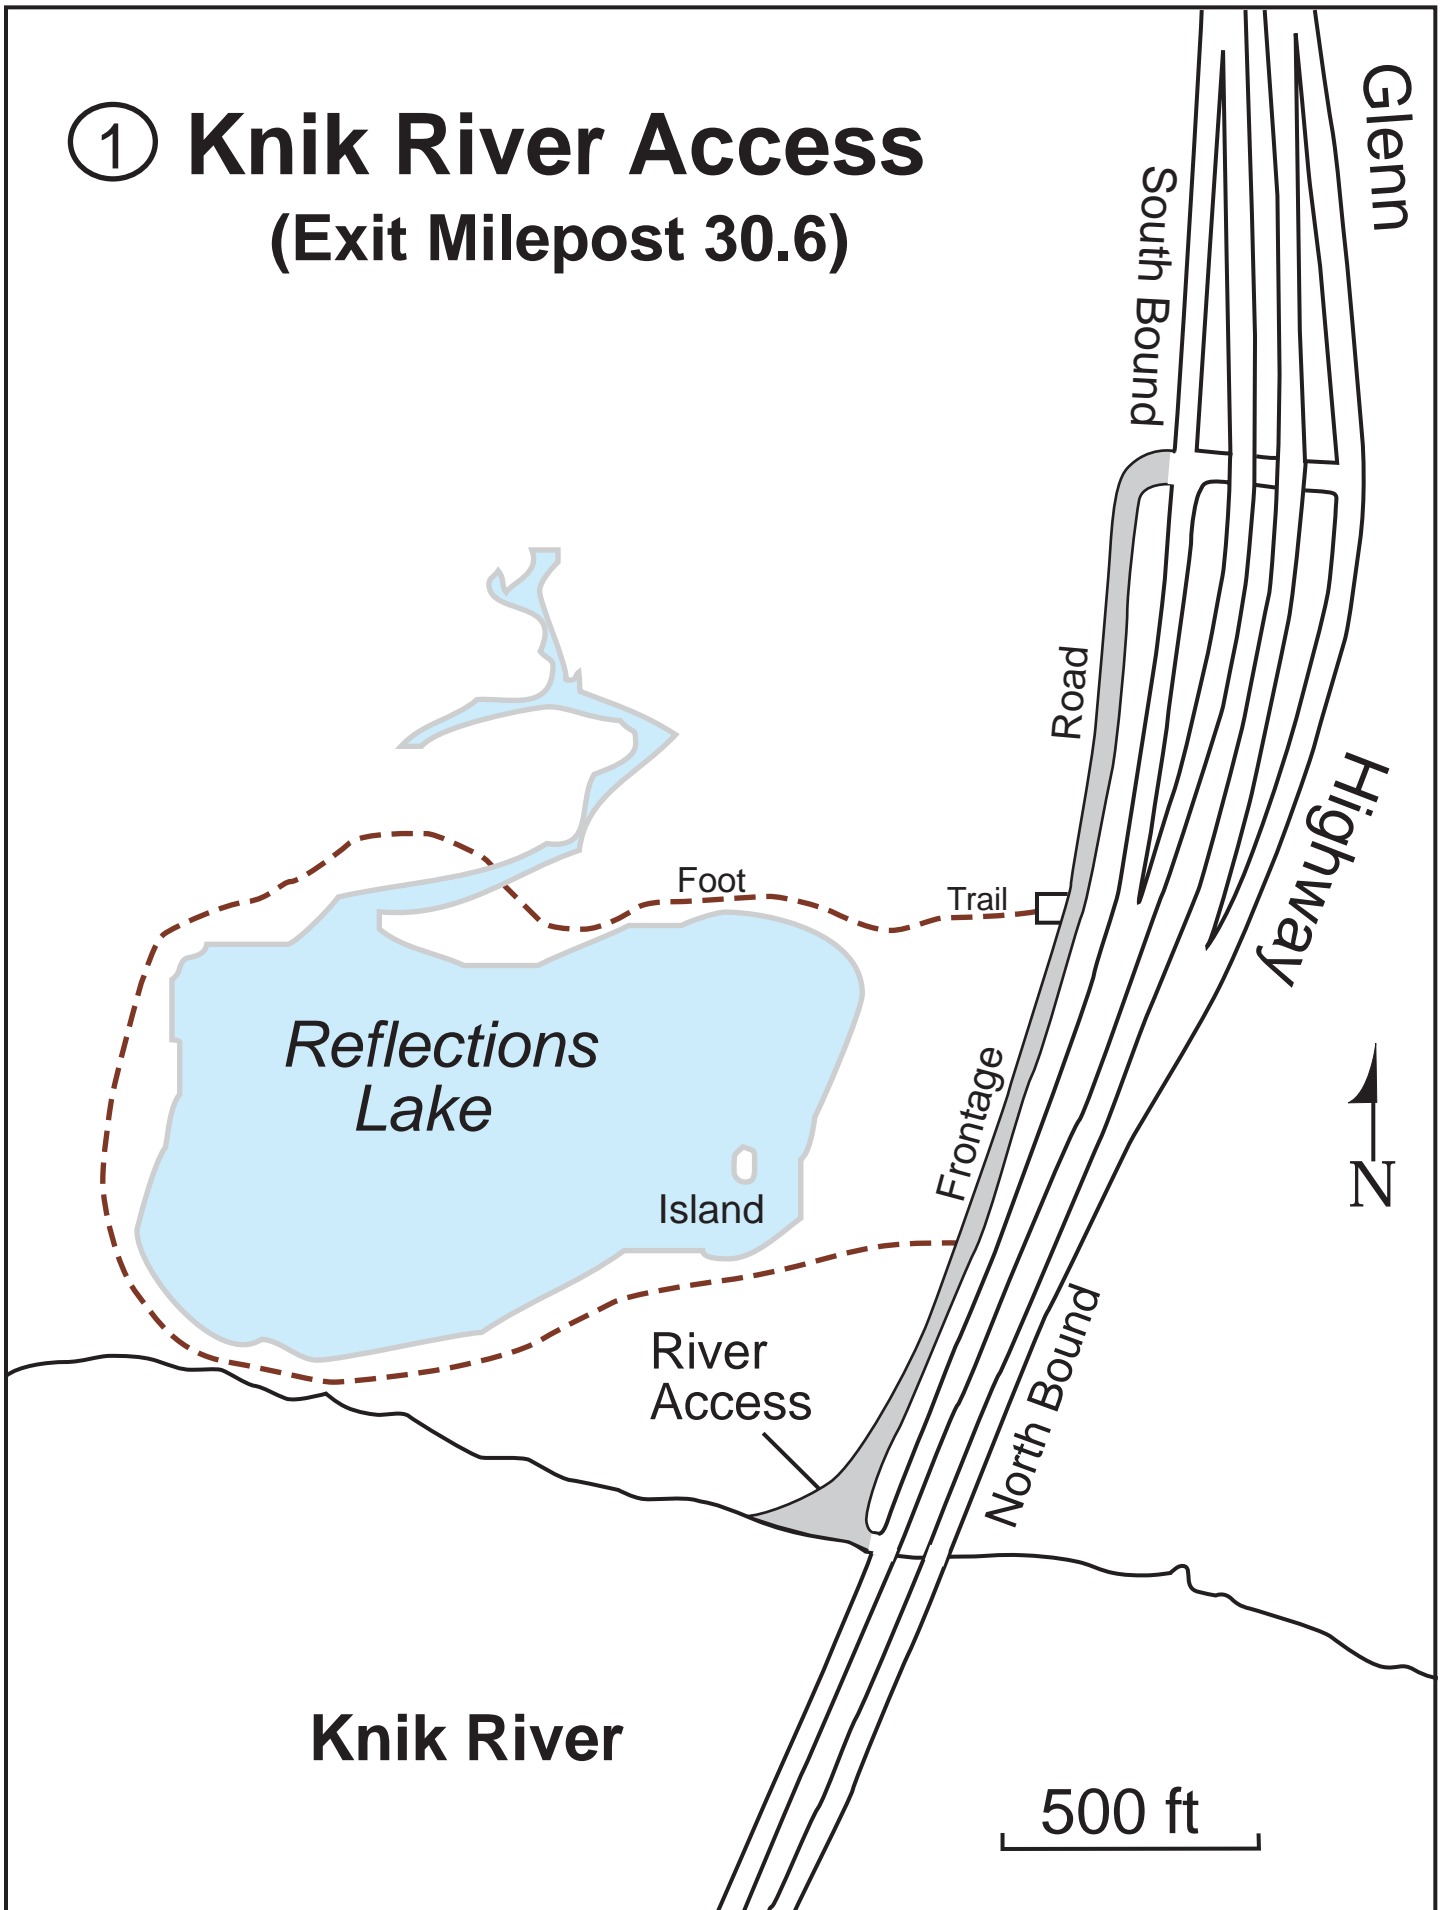 1 Knik River Access
(Exit Milepost 30.6)
Glenn
South Bound
Road
Highway
Foot
Trail
Reflections
Lake
Frontage
N
Island
River
Access
North Bound
Knik River
500 ft